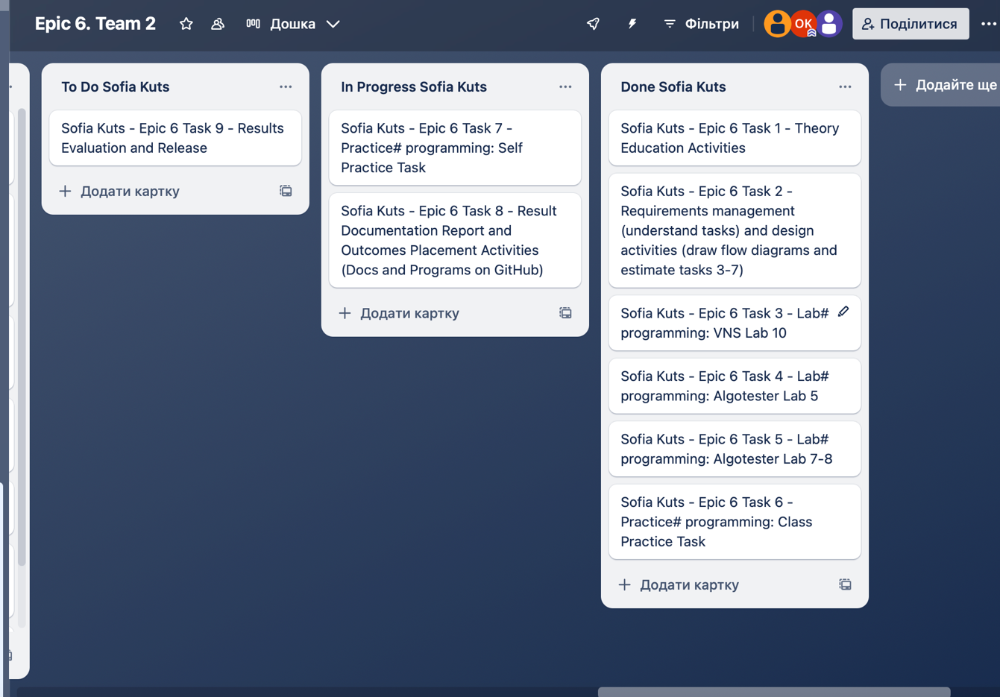 Epic 6. Team 2
Дошка
Фільтри
OK
Поділитися
To Do Sofia Kuts
Sofia Kuts - Epic 6 Task 9 - Results
Evaluation and Release
Додати картку
In Progress Sofia Kuts
Sofia Kuts - Epic 6 Task 7 -
Practice# programming: Self
Practice Task
Sofia Kuts - Epic 6 Task 8 - Result
Documentation Report and
Outcomes Placement Activities
(Docs and Programs on GitHub)
Додати картку
Done Sofia Kuts
Sofia Kuts - Epic 6 Task 1 - Theory
Education Activities
Sofia Kuts - Epic 6 Task 2 -
Requirements management
(understand tasks) and design
activities (draw flow diagrams and
estimate tasks 3-7)
Sofia Kuts - Epic 6 Task 3 - Lab#
programming: VNS Lab 10
Sofia Kuts - Epic 6 Task 4 - Lab#
programming: Algotester Lab 5
Sofia Kuts - Epic 6 Task 5 - Lab#
programming: Algotester Lab 7-8
Sofia Kuts - Epic 6 Task 6 -
Practice# programming: Class
Practice Task
Додати картку
Додайте ще